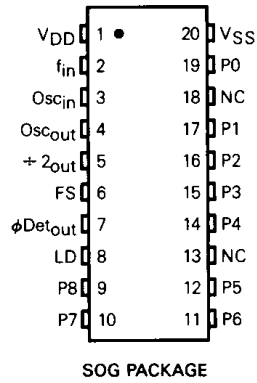 VDD 1 20 VSS
fin 2 19 P0
Oscin 3 18 NC
Oscout 4 17 P1
÷ 2out 5 16 P2
FS 6 15 P3
ϕDetout 7 14 P4
LD 8 13 NC
P8 9 12 P5
P7 10 11 P6
SOG PACKAGE